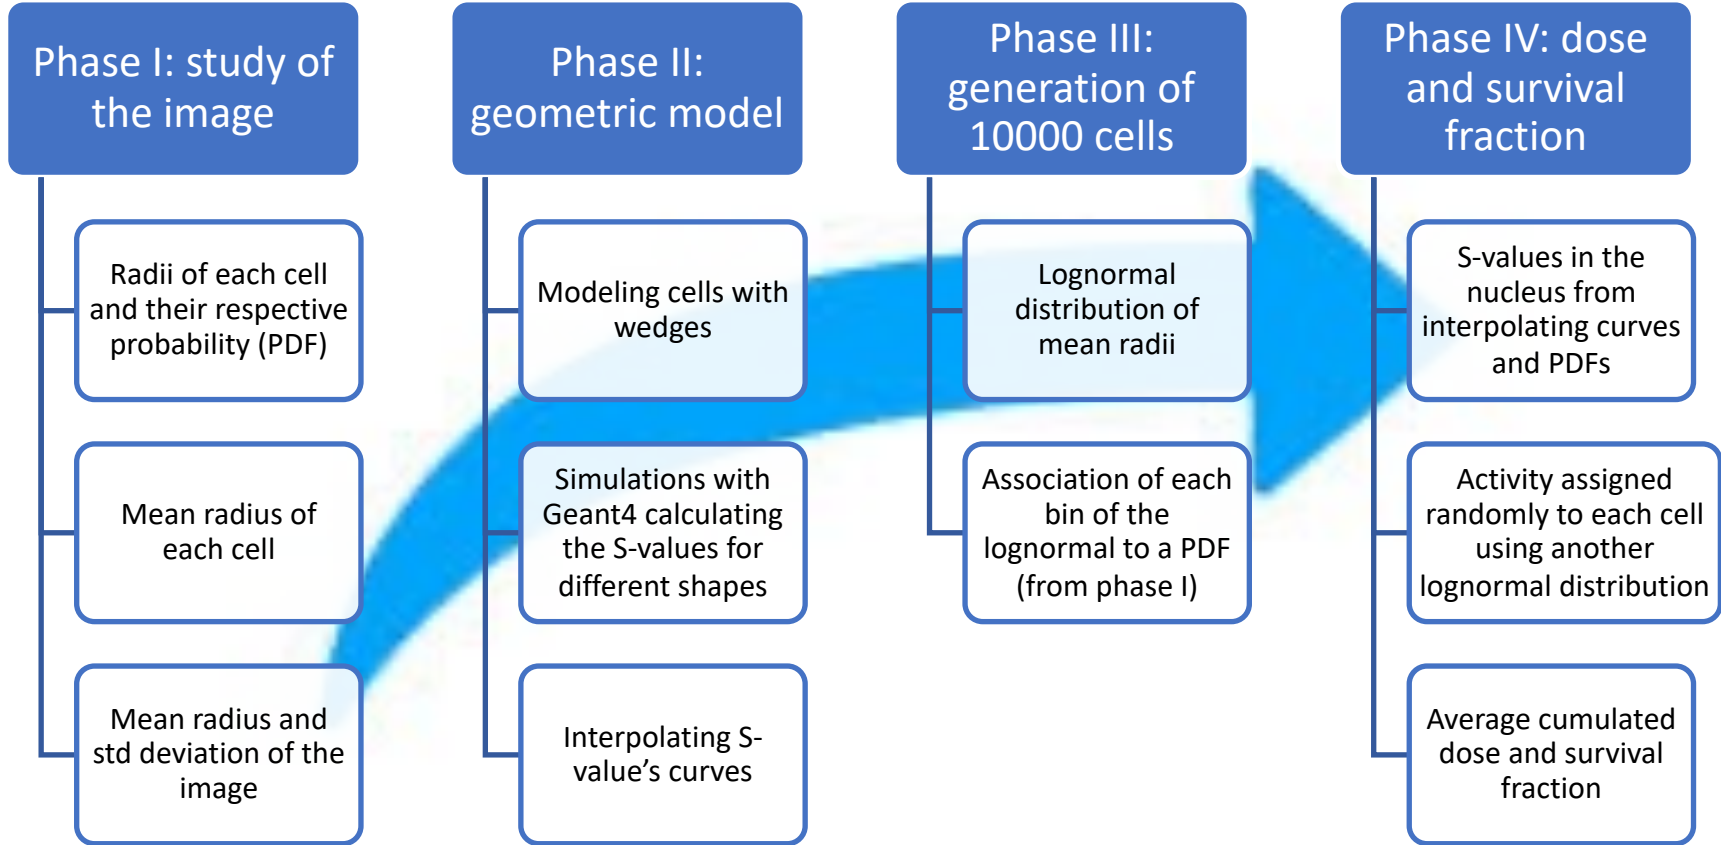 Phase I: study of
the image
Radii of each cell
and their respective
probability (PDF)
Mean radius of
each cell
Mean radius and
std deviation of the
image
Phase II:
geometric model
Modeling cells with
wedges
Simulations with
Geant4 calculating
the S-values for
different shapes
Interpolating S-
value’s curves
Phase III:
generation of
10000 cells
Lognormal
distribution of
mean radii
Association of each
bin of the
lognormal to a PDF
(from phase I)
Phase IV: dose
and survival
fraction
S-values in the
nucleus from
interpolating curves
and PDFs
Activity assigned
randomly to each cell
using another
lognormal distribution
Average cumulated
dose and survival
fraction